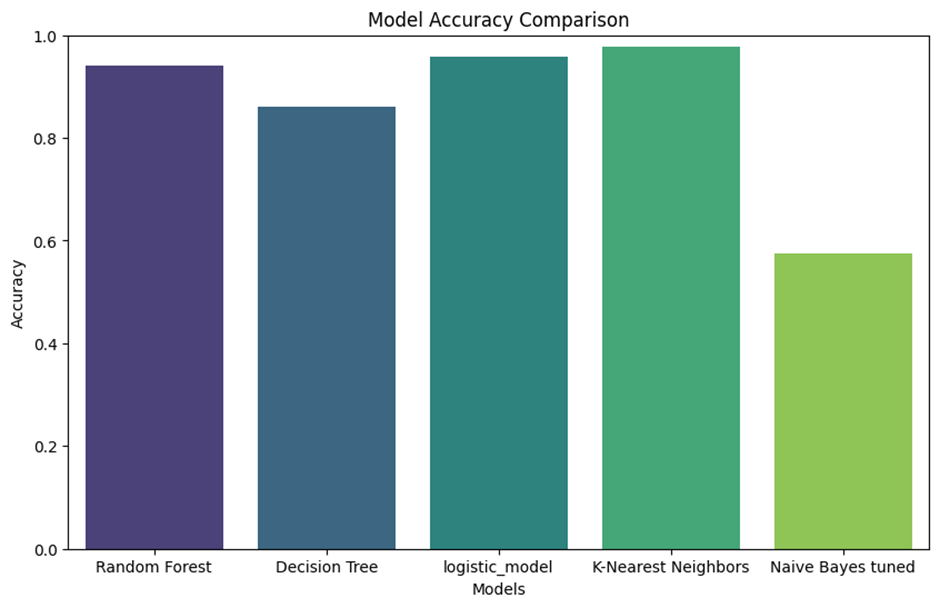 Model Accuracy Comparison
Accuracy
1.0
0.8
0.6
0.4
0.2
0.0
Random Forest
Decision Tree
logistic_model
K-Nearest Neighbors
Naive Bayes tuned
Models